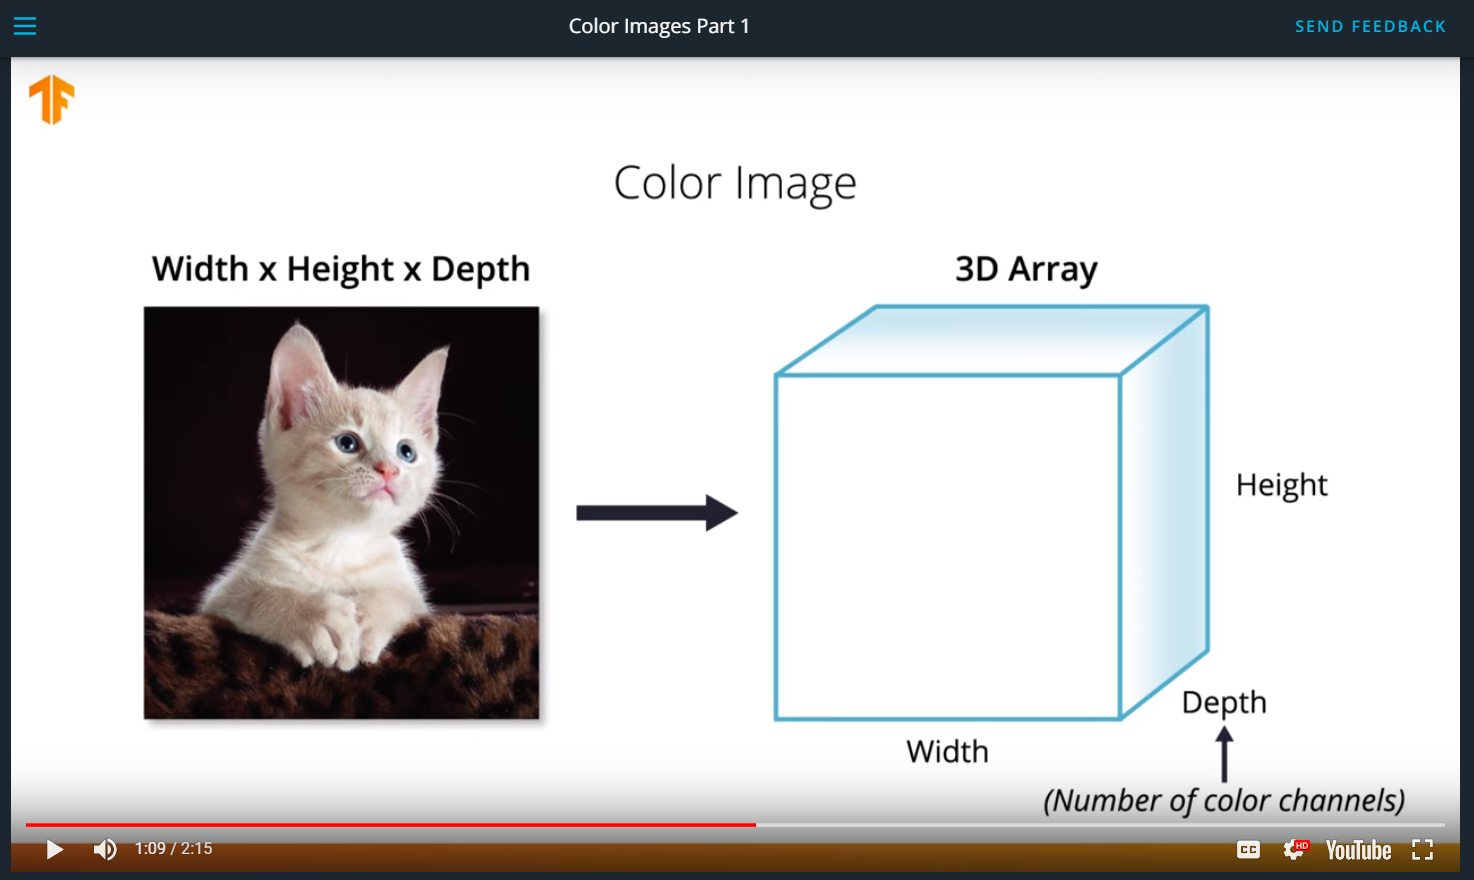 Color Images Part 1
SEND FEEDBACK
Color Image
Width x Height x Depth
3D Array
Height
Depth
Width
(Number of color channels)
1:09 / 2:15
CC
HD
YouTube